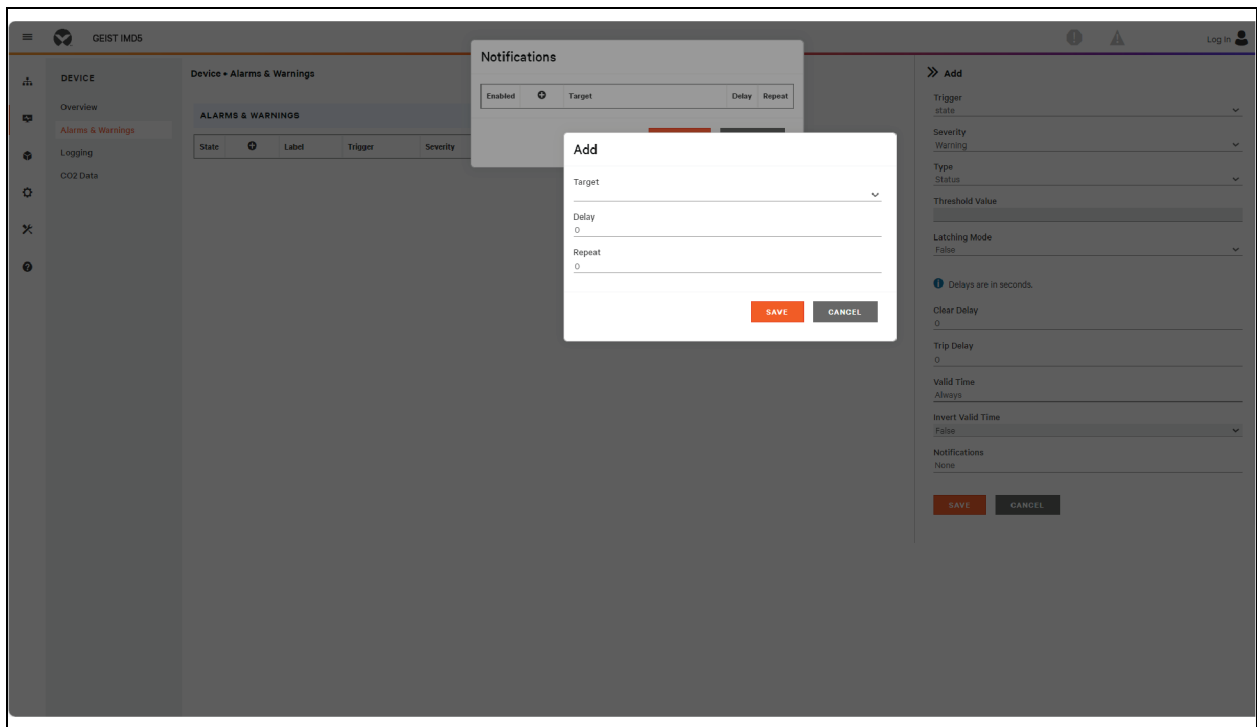 GEIST IMD5
Log In
DEVICE
Overview
Alarms & Warnings
Logging
CO2 Data
Device • Alarms & Warnings
ALARMS & WARNINGS
State Label Trigger Severity
Notifications
Enabled Target Delay Repeat
Add
Target
Delay
0
Repeat
0
SAVE CANCEL
Add
Trigger
state
Severity
Warning
Type
Status
Threshold Value
Latching Mode
False
Delays are in seconds.
Clear Delay
0
Trip Delay
0
Valid Time
Always
Invert Valid Time
False
Notifications
None
SAVE CANCEL